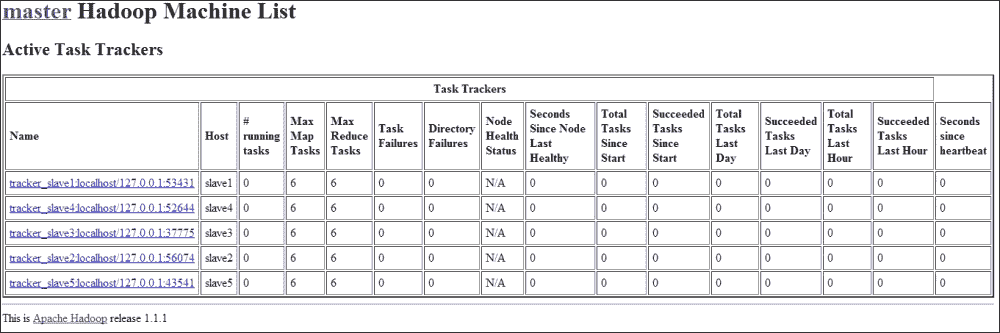 master Hadoop Machine List
Active Task Trackers
Task Trackers
Name Host # running tasks Max Map Tasks Max Reduce Tasks Task Failures Directory Failures Node Health Status Seconds Since Node Last Healthy Total Tasks Since Start Succeeded Tasks Since Start Total Tasks Last Day Succeeded Tasks Last Day Total Tasks Last Hour Succeeded Tasks Last Hour Seconds since heartbeat
tracker_slave1:localhost/127.0.0.1:53431 slave1 0 6 6 0 0 N/A 0 0 0 0 0 0 0 0
tracker_slave4:localhost/127.0.0.1:52644 slave4 0 6 6 0 0 N/A 0 0 0 0 0 0 0 0
tracker_slave3:localhost/127.0.0.1:37775 slave3 0 6 6 0 0 N/A 0 0 0 0 0 0 0 0
tracker_slave2:localhost/127.0.0.1:56074 slave2 0 6 6 0 0 N/A 0 0 0 0 0 0 0 0
tracker_slave5:localhost/127.0.0.1:43541 slave5 0 6 6 0 0 N/A 0 0 0 0 0 0 0 0
This is Apache Hadoop release 1.1.1